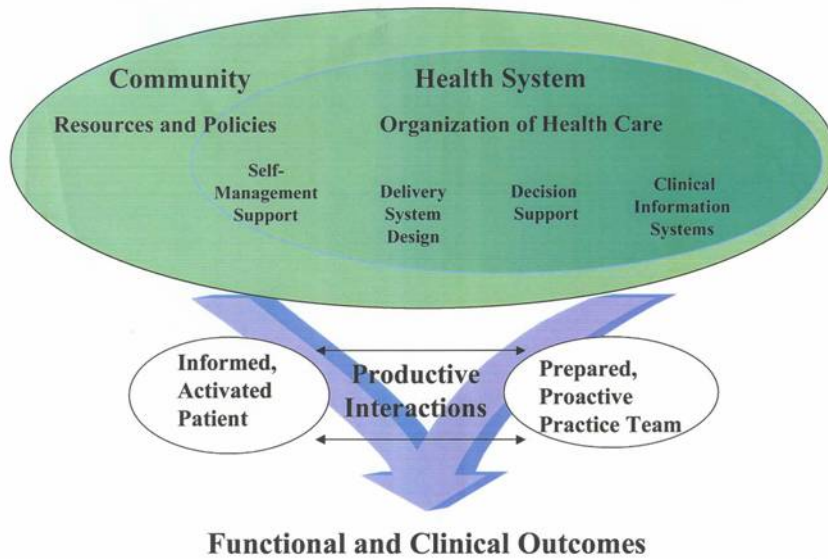 Community
Health System
Resources and Policies
Organization of Health Care
Self-
Management
Support
Delivery
System
Design
Decision
Support
Clinical
Information
Systems
Informed,
Activated
Patient
Productive
Interactions
Prepared,
Proactive
Practice Team
Functional and Clinical Outcomes